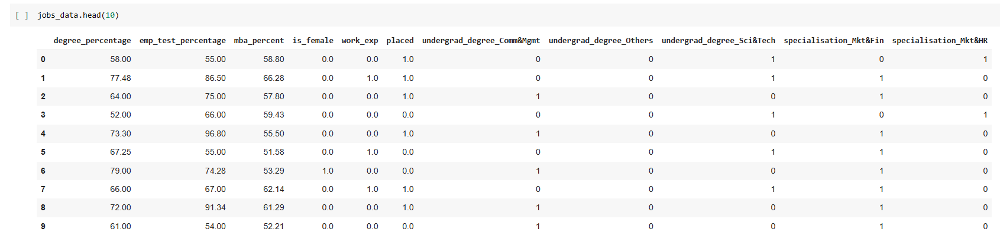 [ ] jobs_data.head(10)
degree_percentage emp_test_percentage mba_percent is_female work_exp placed undergrad_degree_Comm&Mgmt undergrad_degree_Others undergrad_degree_Sci&Tech specialisation_Mkt&Fin specialisation_Mkt&HR
0 58.00 55.00 58.80 0.0 0.0 1.0 0 0 1 0 1
1 77.48 86.50 66.28 0.0 1.0 1.0 0 0 1 1 0
2 64.00 75.00 57.80 0.0 0.0 1.0 1 0 0 1 0
3 52.00 66.00 59.43 0.0 0.0 0.0 0 0 1 0 1
4 73.30 96.80 55.50 0.0 0.0 1.0 1 0 0 1 0
5 67.25 55.00 51.58 0.0 1.0 0.0 0 0 1 1 0
6 79.00 74.28 53.29 1.0 0.0 0.0 1 0 0 1 0
7 66.00 67.00 62.14 0.0 1.0 1.0 0 0 1 1 0
8 72.00 91.34 61.29 0.0 0.0 1.0 1 0 0 1 0
9 61.00 54.00 52.21 0.0 0.0 0.0 1 0 0 1 0